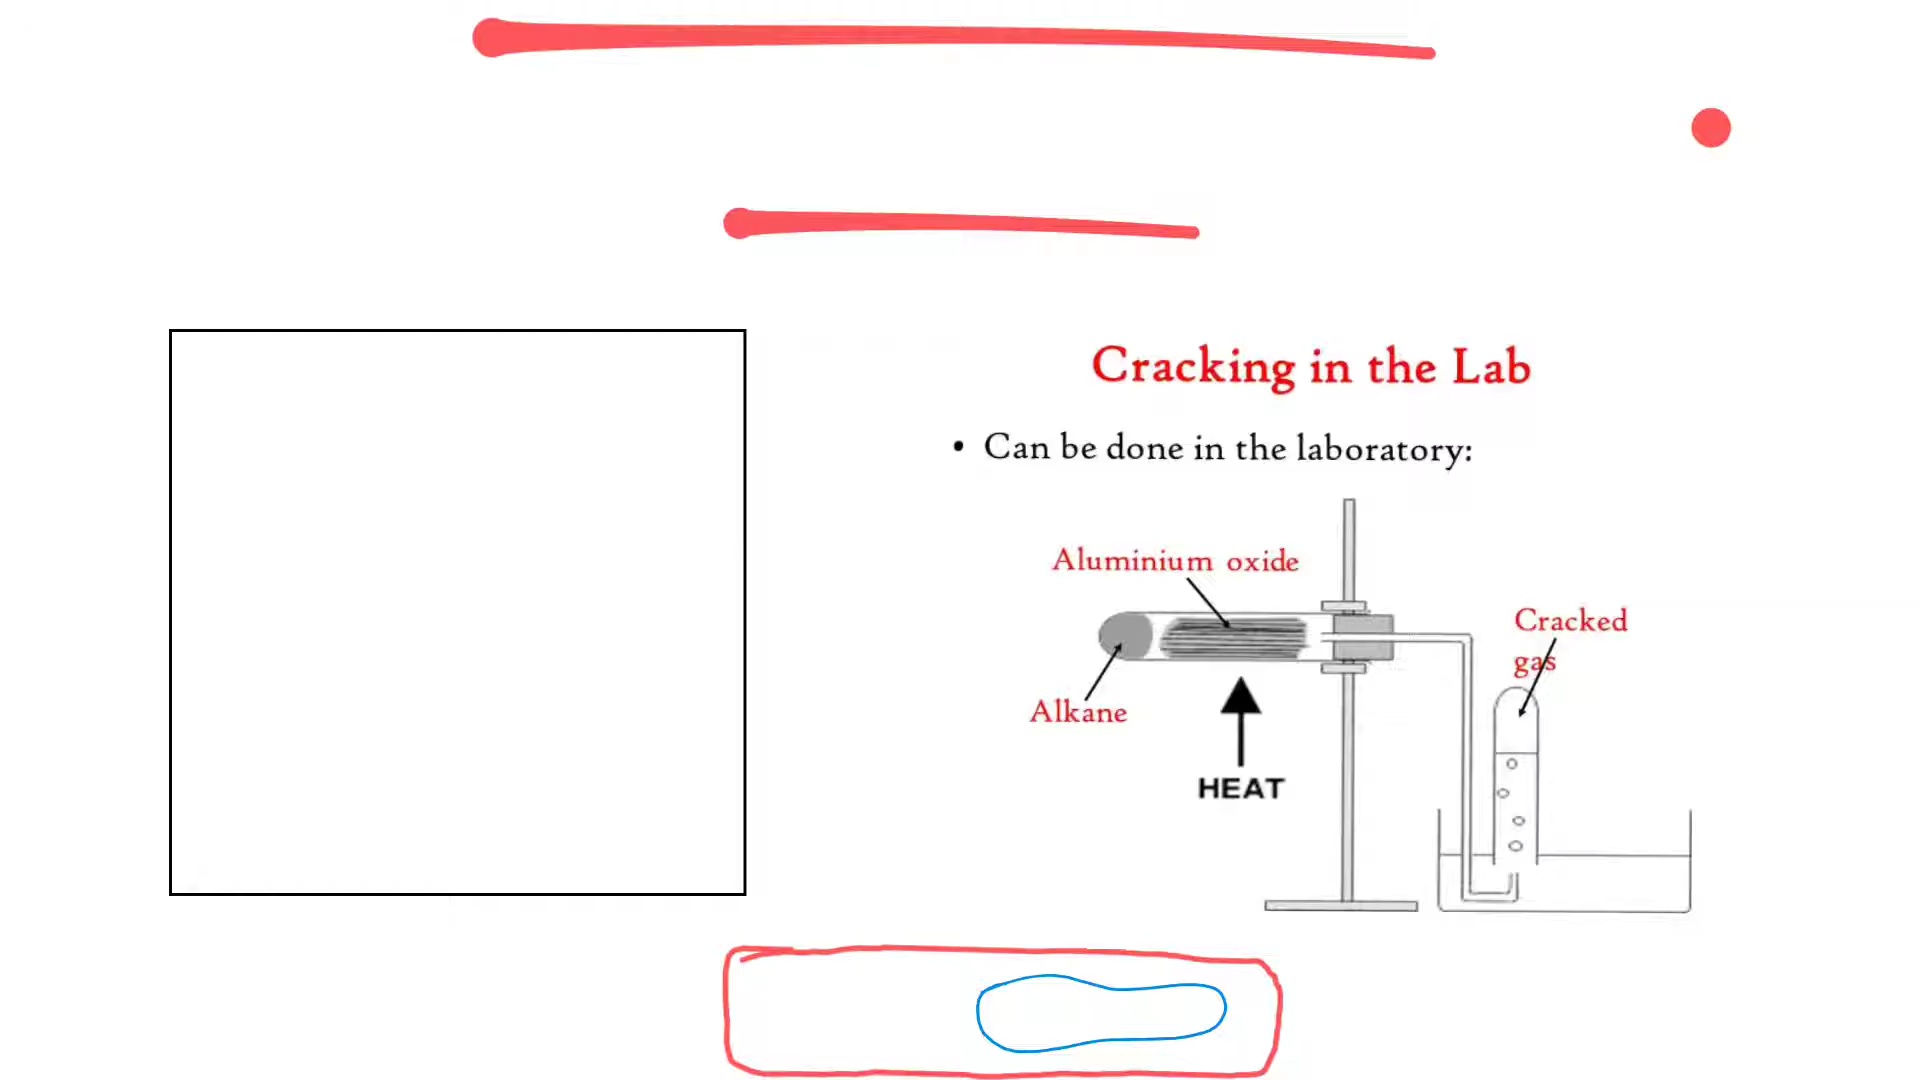 Cracking in the Lab
• Can be done in the laboratory:
Aluminium oxide
Cracked
gas
Alkane
HEAT